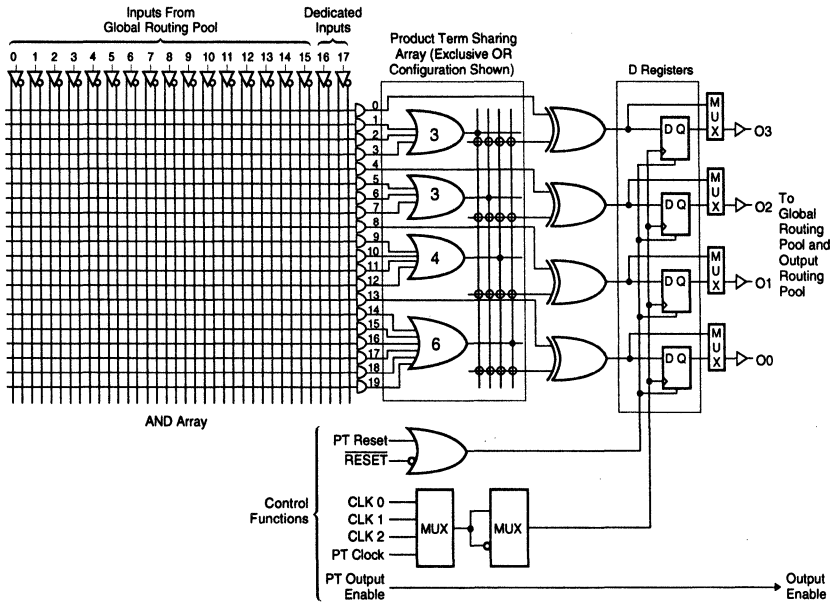 Inputs From
Global Routing Pool
Dedicated
Inputs
0 1 2 3 4 5 6 7 8 9 10 11 12 13 14 15 16 17
Product Term Sharing
Array (Exclusive OR
Configuration Shown)
D Registers
0
1
2
3
4
5
6
7
8
9
10
11
12
13
14
15
16
17
18
19
3
3
4
6
D Q
D Q
D Q
D Q
M
U
X
M
U
X
M
U
X
M
U
X
O3
O2
O1
O0
To
Global
Routing
Pool and
Output
Routing
Pool
AND Array
Control
Functions
PT Reset
RESET
CLK 0
CLK 1
CLK 2
PT Clock
MUX
MUX
PT Output
Enable
Output
Enable